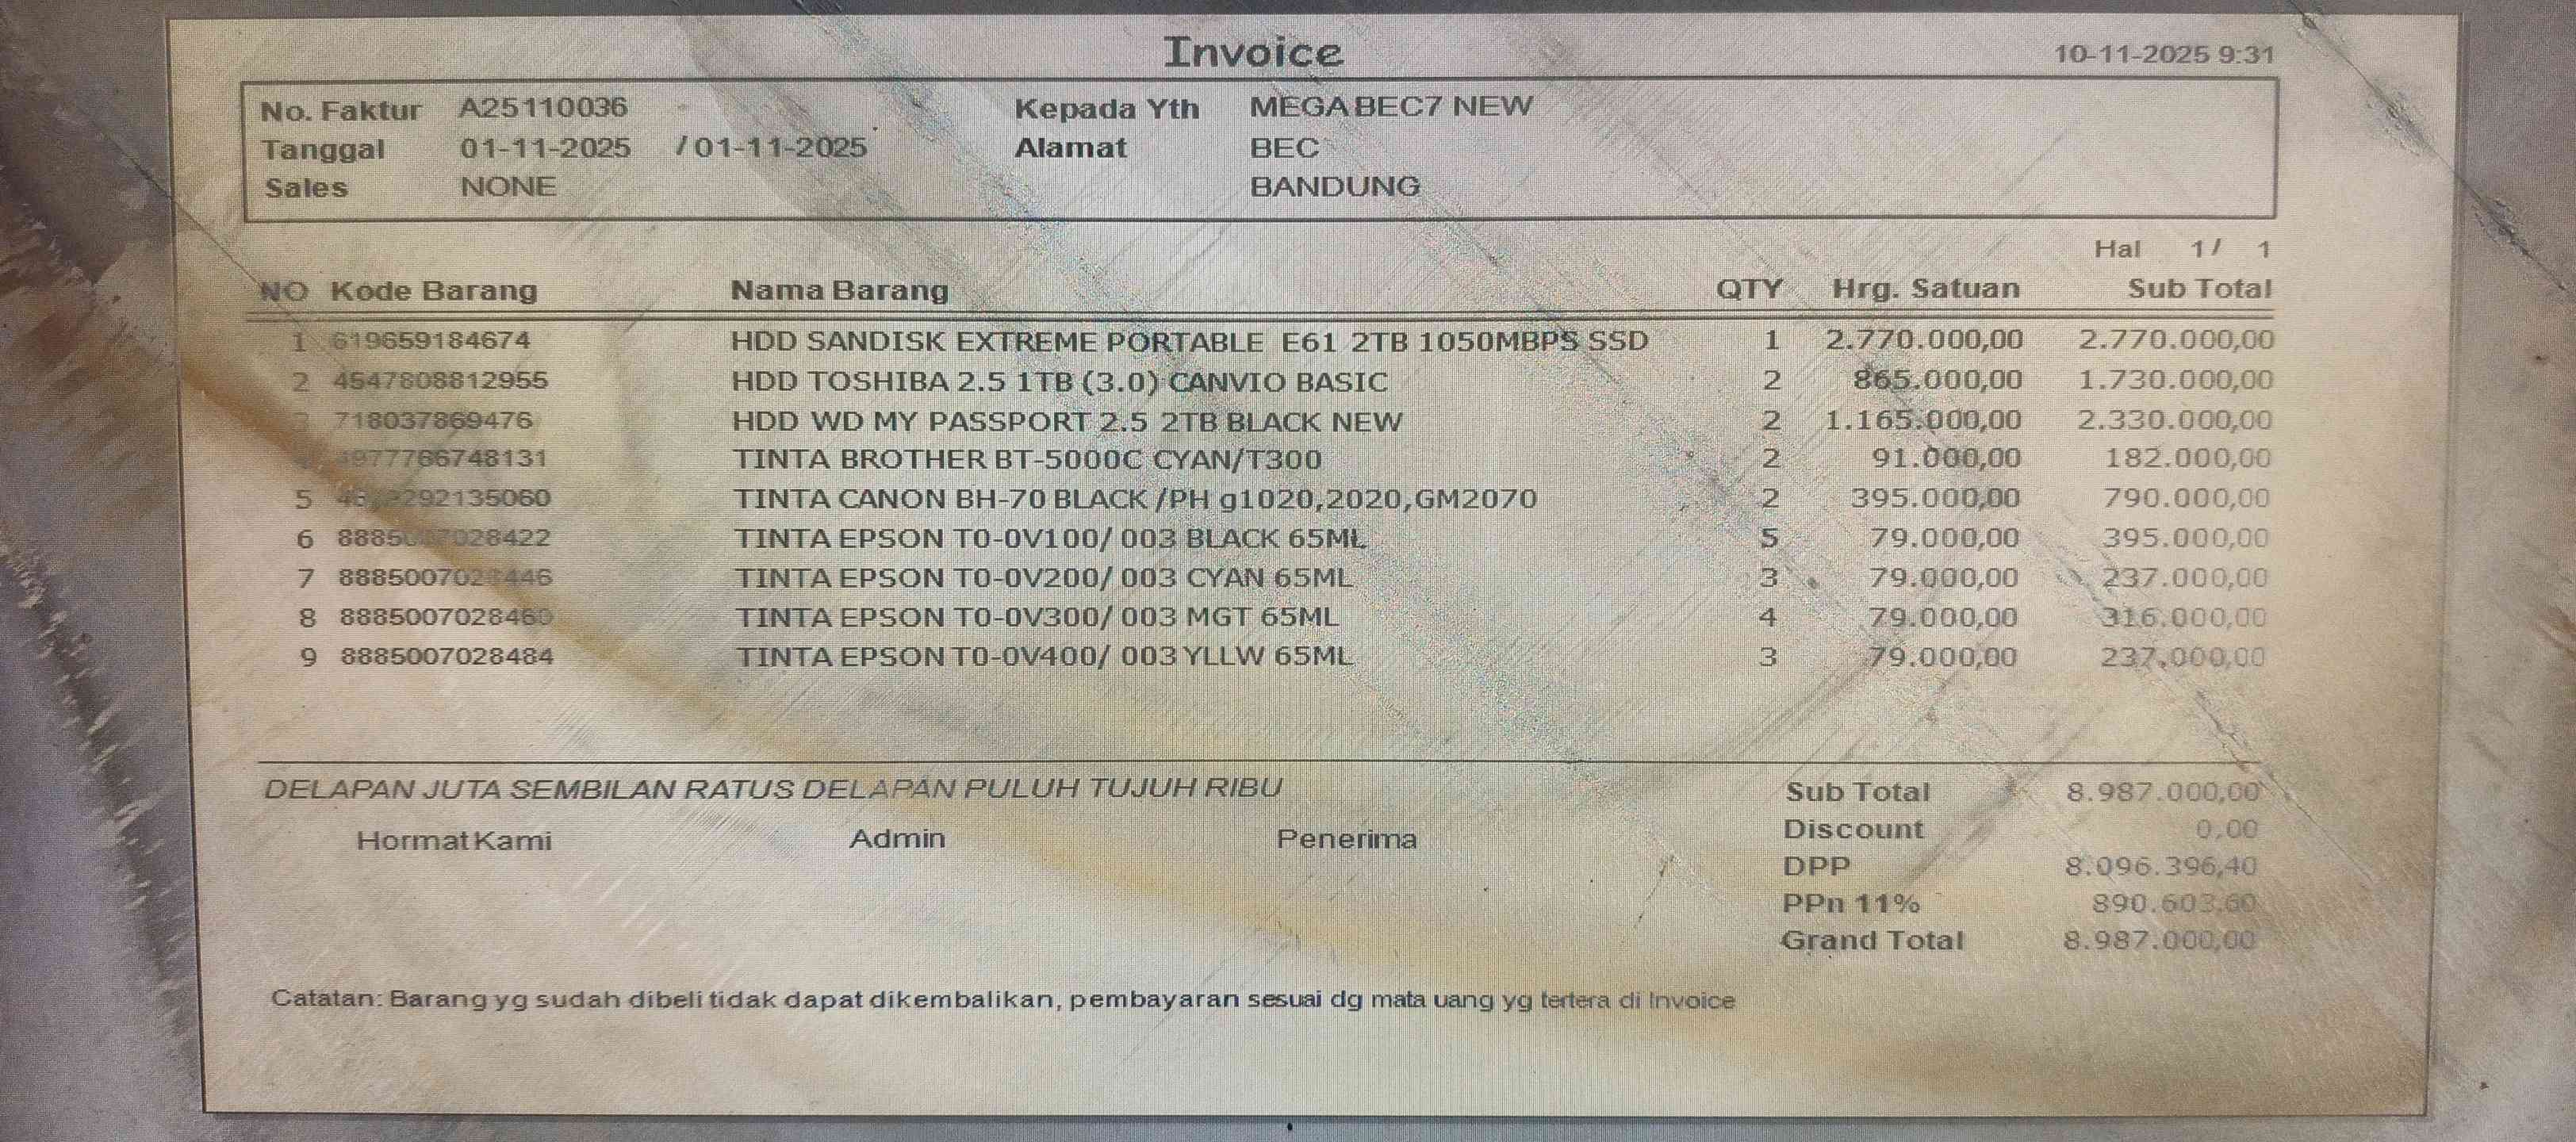 Invoice
10-11-2025 9:31
No. Faktur A25110036 Kepada Yth MEGABEC7 NEW
Tanggal 01-11-2025 / 01-11-2025 Alamat BEC
Sales NONE BANDUNG
Hal 1/ 1
NO Kode Barang Nama Barang QTY Hrg. Satuan Sub Total
1 619659184674 HDD SANDISK EXTREME PORTABLE E61 2TB 1050MBPS SSD 1 2.770.000,00 2.770.000,00
2 4547808812955 HDD TOSHIBA 2.5 1TB (3.0) CANVIO BASIC 2 865.000,00 1.730.000,00
3 718037869476 HDD WD MY PASSPORT 2.5 2TB BLACK NEW 2 1.165.000,00 2.330.000,00
TINTA BROTHER BT-5000C CYAN/T300 2 91.000,00 182.000,00
5 TINTA CANON BH-70 BLACK /PH g1020,2020,GM2070 2 395.000,00 790.000,00
6 TINTA EPSON T0-0V100/ 003 BLACK 65ML 5 79.000,00 395.000,00
7 TINTA EPSON T0-0V200/ 003 CYAN 65ML 3 79.000,00 237.000,00
8 8885007028460 TINTA EPSON T0-0V300/ 003 MGT 65ML 4 79.000,00 316.000,00
9 8885007028484 TINTA EPSON T0-0V400/ 003 YLLW 65ML 3 79.000,00 237.000,00
DELAPAN JUTA SEMBILAN RATUS DELAPAN PULUH TUJUH RIBU
Hormat Kami Admin Penerima
Sub Total 8.987.000,00
Discount 0,00
DPP 8.096.396,40
PPn 11% 890.603,60
Grand Total 8.987.000,00
Catatan: Barang yg sudah dibeli tidak dapat dikembalikan, pembayaran sesuai dg mata uang yg tertera di Invoice